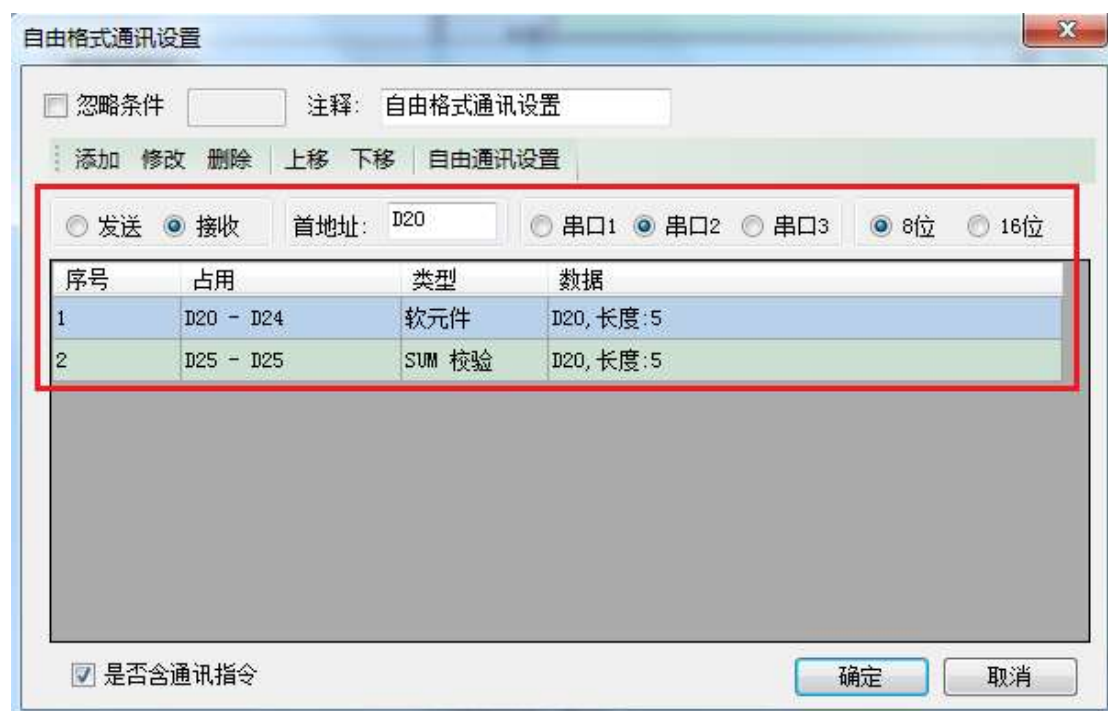 自由格式通讯设置
忽略条件 注释: 自由格式通讯设置
添加 修改 删除 上移 下移 自由通讯设置
发送 接收 首地址: D20 串口1 串口2 串口3 8位 16位
序号 占用 类型 数据
1 D20 - D24 软元件 D20,长度:5
2 D25 - D25 SUM 校验 D20,长度:5
是否含通讯指令 确定 取消